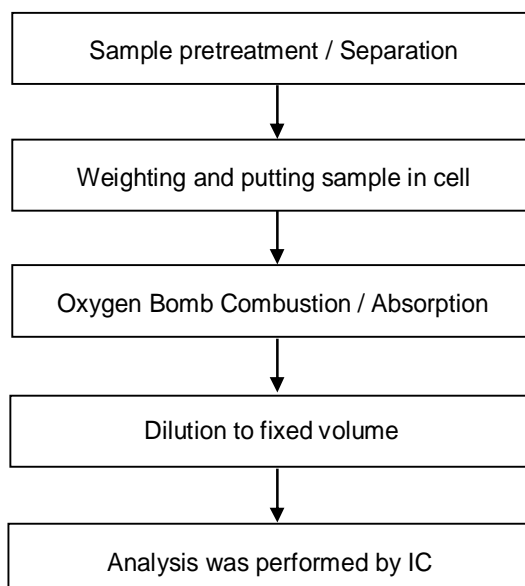 Sample pretreatment / Separation
Weighting and putting sample in cell
Oxygen Bomb Combustion / Absorption
Dilution to fixed volume
Analysis was performed by IC